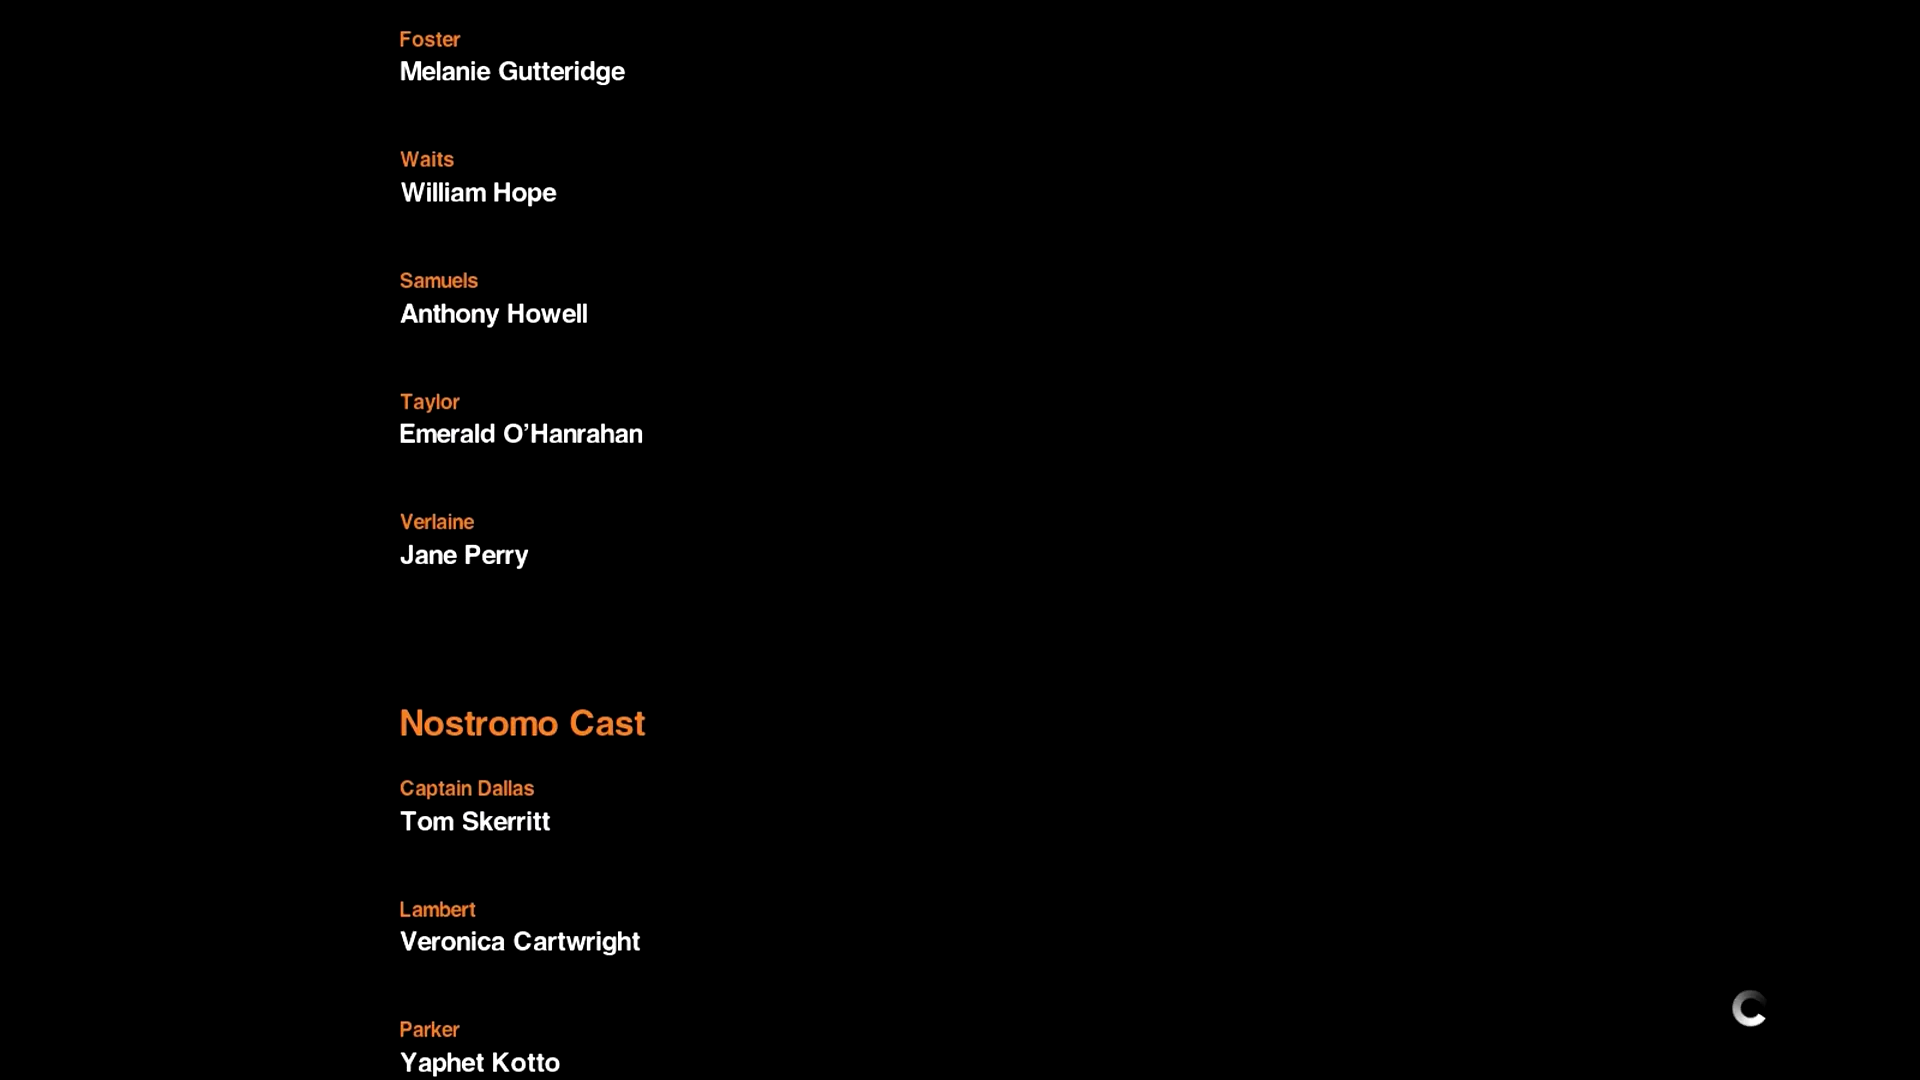 Foster
Melanie Gutteridge
Waits
William Hope
Samuels
Anthony Howell
Taylor
Emerald O’Hanrahan
Verlaine
Jane Perry
Nostromo Cast
Captain Dallas
Tom Skerritt
Lambert
Veronica Cartwright
Parker
Yaphet Kotto